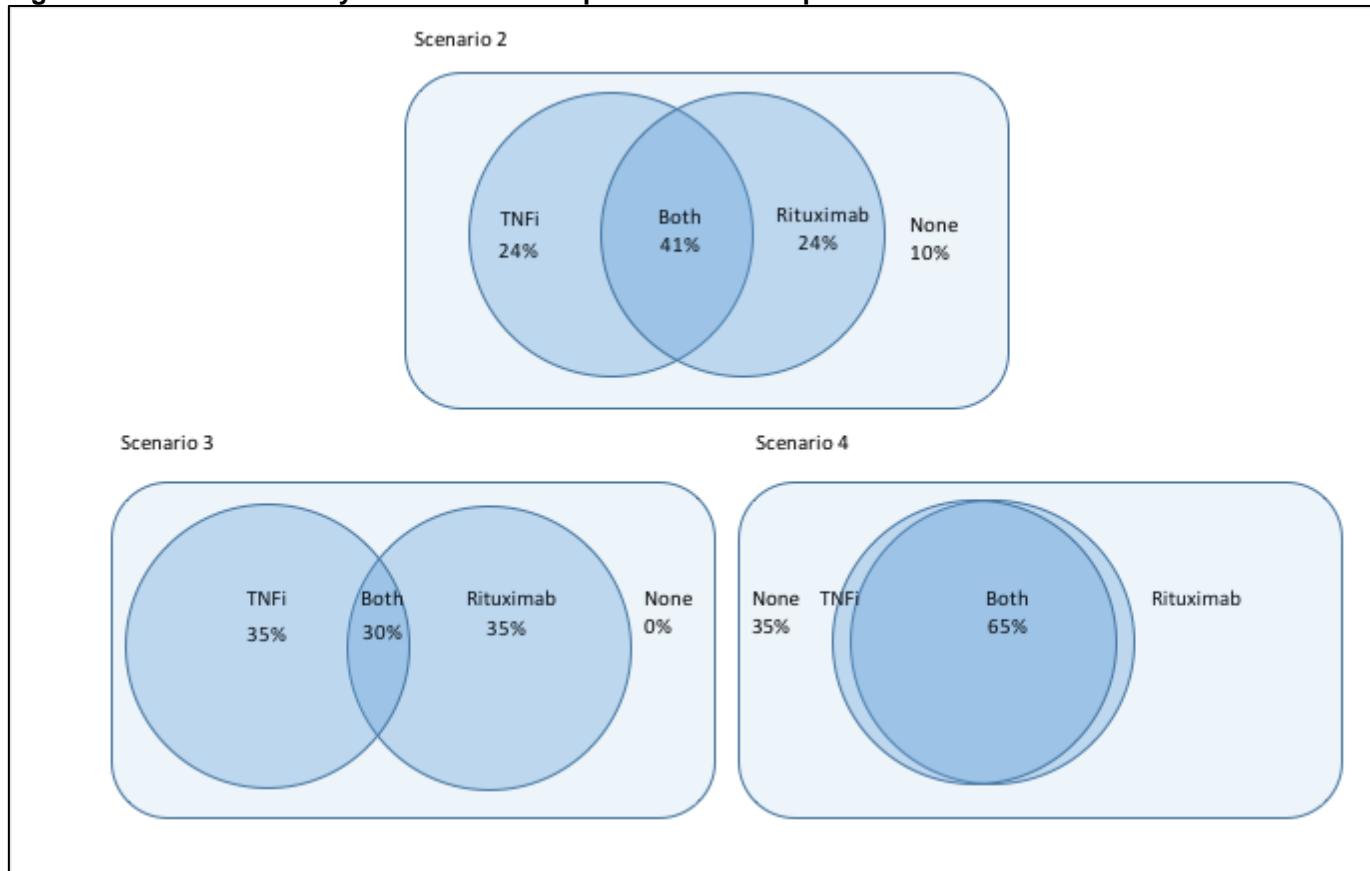 Scenario 2
TNFi
24%
Both
41%
Rituximab
24%
None
10%
Scenario 3
TNFi
35%
Both
30%
Rituximab
35%
None
0%
Scenario 4
None
35%
TNFi
Both
65%
Rituximab